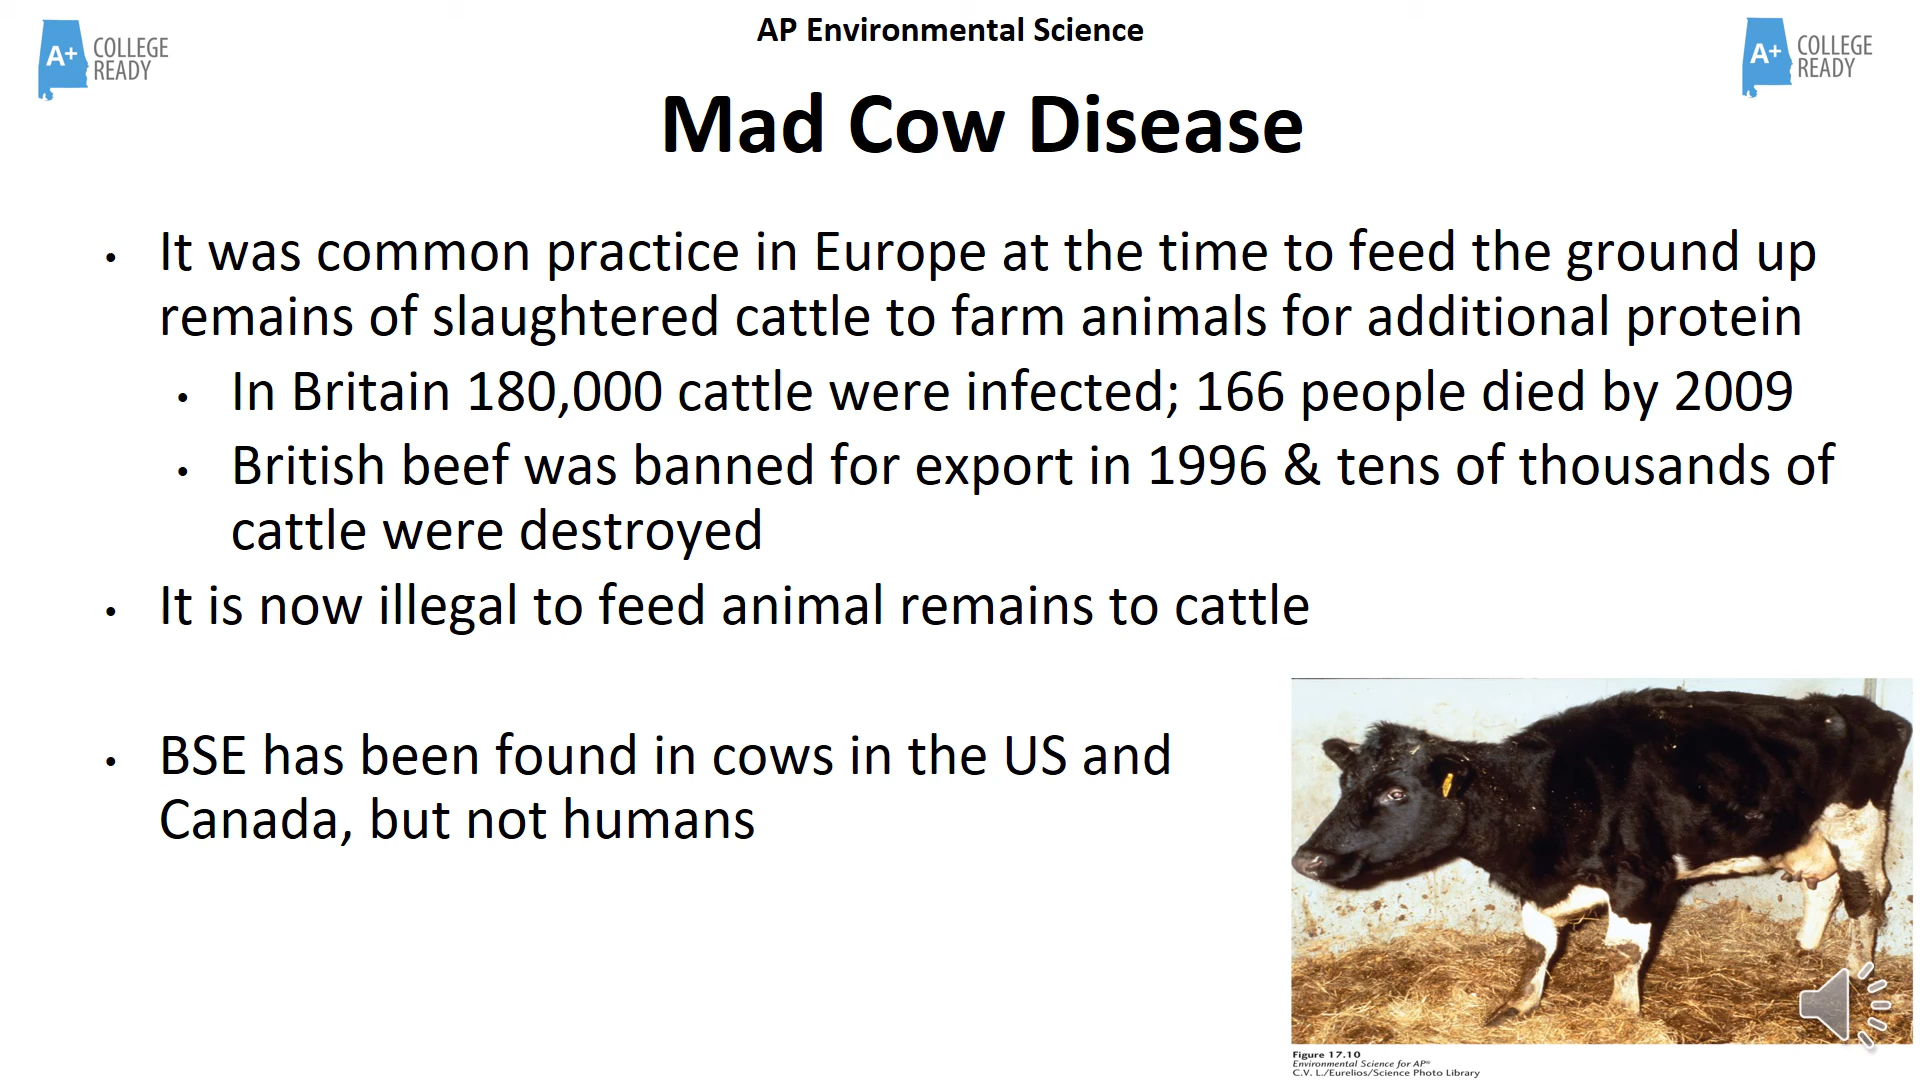 AP Environmental Science
A+ COLLEGE
READY
A+ COLLEGE
READY
Mad Cow Disease
• It was common practice in Europe at the time to feed the ground up
remains of slaughtered cattle to farm animals for additional protein
• In Britain 180,000 cattle were infected; 166 people died by 2009
• British beef was banned for export in 1996 & tens of thousands of
cattle were destroyed
• It is now illegal to feed animal remains to cattle
• BSE has been found in cows in the US and
Canada, but not humans
Figure 17.10
Environmental Science for AP®
C.V. L./Eurelios/Science Photo Library